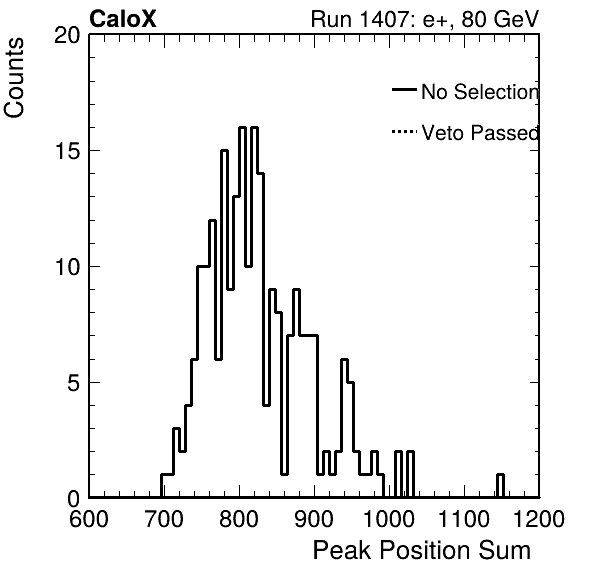 CaloX Run 1407: e+, 80 GeV
Counts
No Selection
Veto Passed
20
15
10
5
0
600 700 800 900 1000 1100 1200
Peak Position Sum